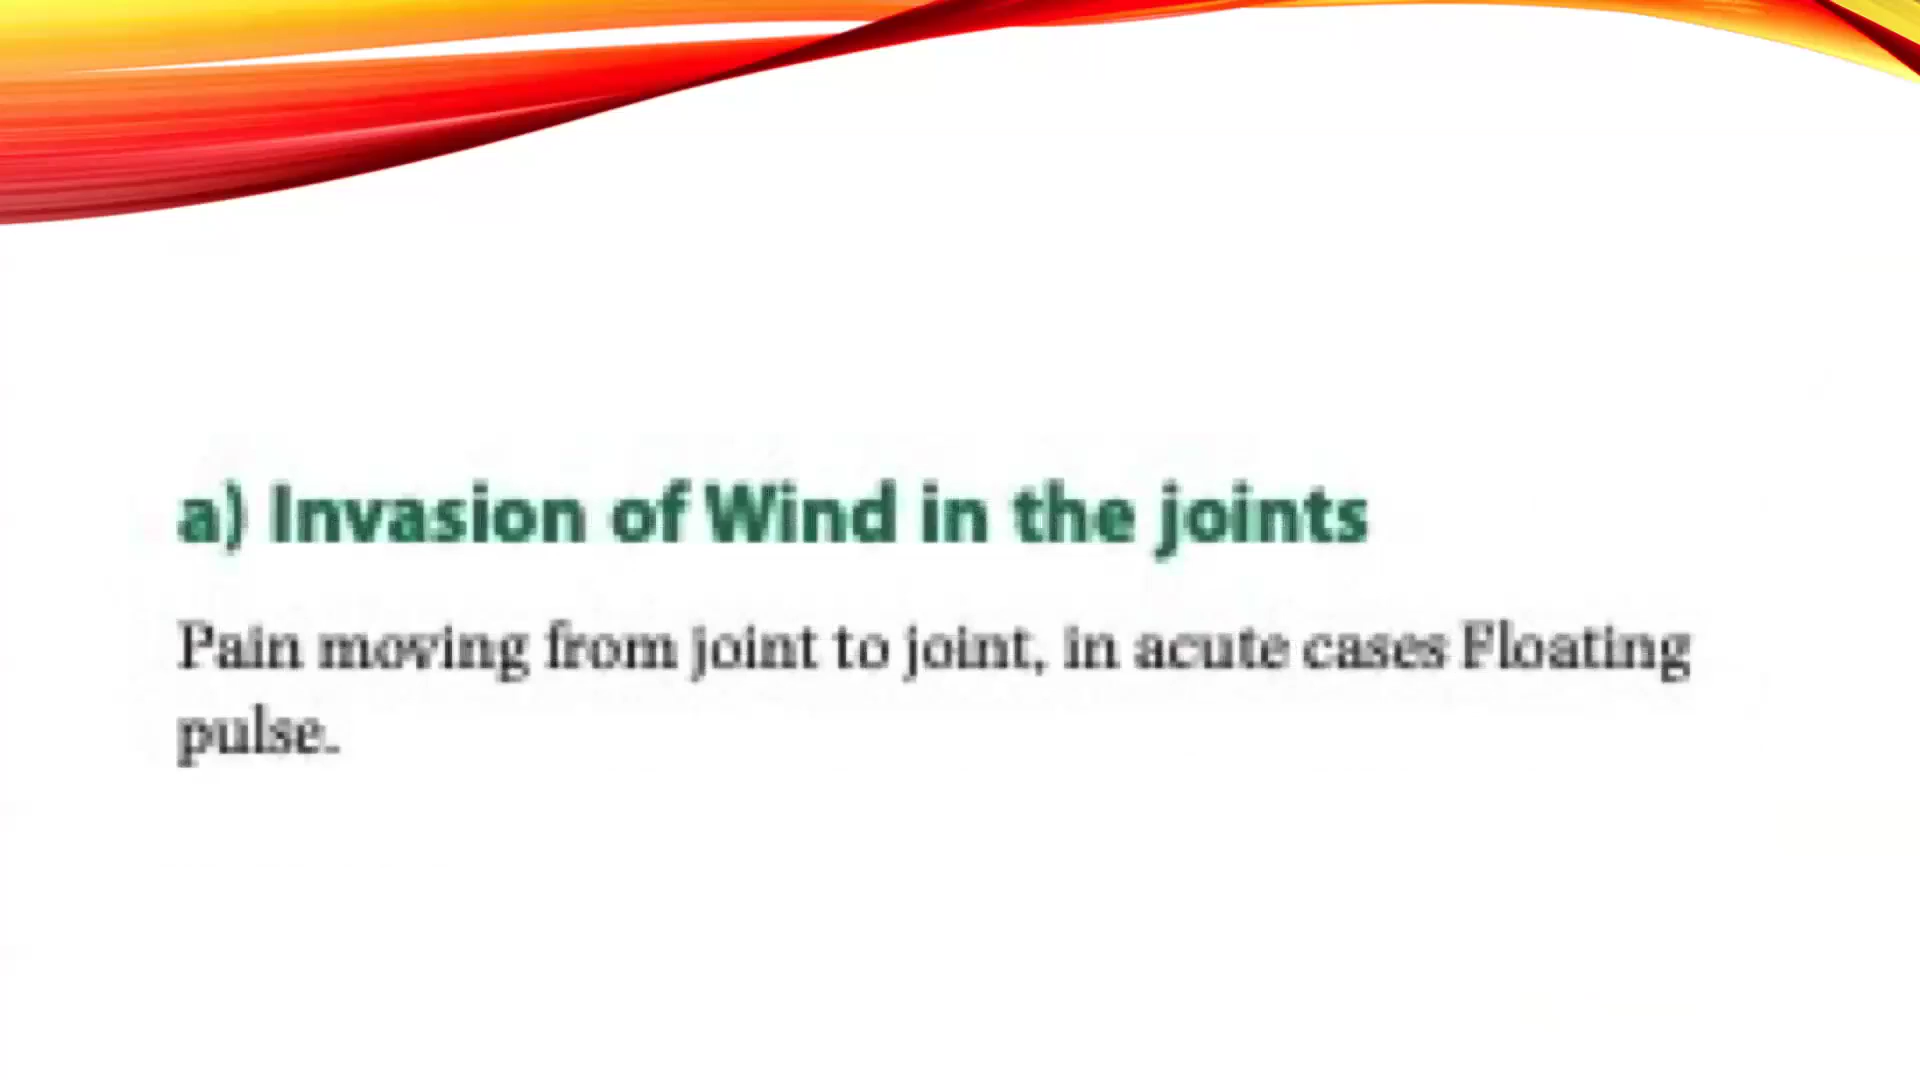 a) Invasion of Wind in the joints
Pain moving from joint to joint, in acute cases Floating
pulse.